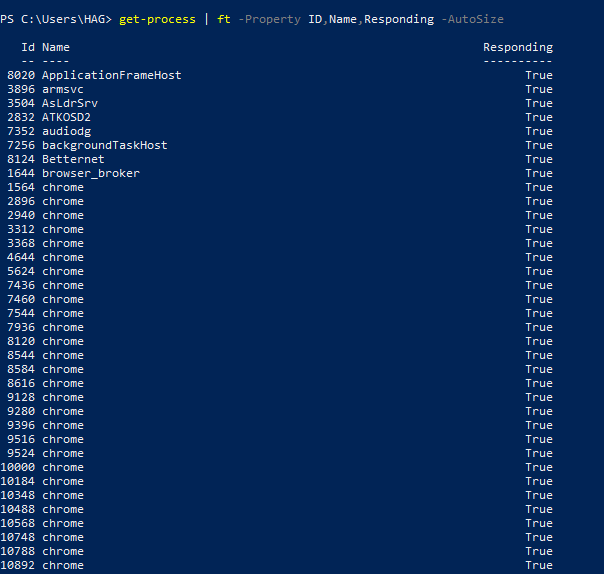 PS C:\Users\HAG> get-process | ft -Property ID,Name,Responding -AutoSize
Id Name Responding
-- ---- ----------
8020 ApplicationFrameHost True
3896 armsvc True
3504 AsLdrSrv True
2832 ATKOSD2 True
7352 audiodg True
7256 backgroundTaskHost True
8124 Betternet True
1644 browser_broker True
1564 chrome True
2896 chrome True
2940 chrome True
3312 chrome True
3368 chrome True
4644 chrome True
5624 chrome True
7436 chrome True
7460 chrome True
7544 chrome True
7936 chrome True
8120 chrome True
8544 chrome True
8584 chrome True
8616 chrome True
9128 chrome True
9280 chrome True
9396 chrome True
9516 chrome True
9524 chrome True
10000 chrome True
10184 chrome True
10348 chrome True
10488 chrome True
10568 chrome True
10748 chrome True
10788 chrome True
10892 chrome True